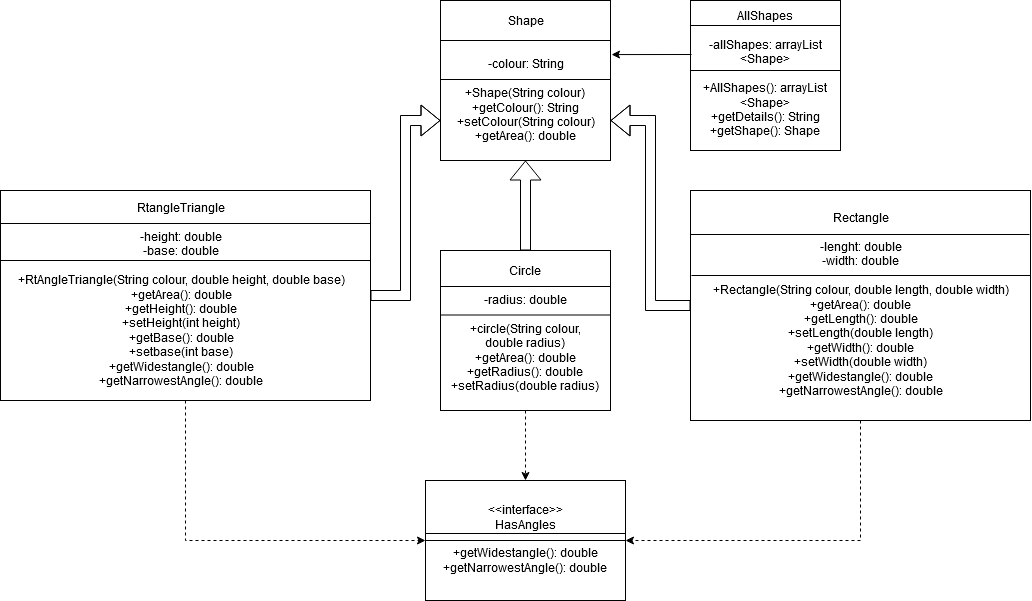 Shape
-colour: String
+Shape(String colour)
+getColour(): String
+setColour(String colour)
+getArea(): double
AllShapes
-allShapes: arrayList
<Shape>
+AllShapes(): arrayList
<Shape>
+getDetails(): String
+getShape(): Shape
RtangleTriangle
-height: double
-base: double
+RtAngleTriangle(String colour, double height, double base)
+getArea(): double
+getHeight(): double
+setHeight(int height)
+getBase(): double
+setbase(int base)
+getWidestangle(): double
+getNarrowestAngle(): double
Circle
-radius: double
+circle(String colour,
double radius)
+getArea(): double
+getRadius(): double
+setRadius(double radius)
Rectangle
-lenght: double
-width: double
+Rectangle(String colour, double length, double width)
+getArea(): double
+getLength(): double
+setLength(double length)
+getWidth(): double
+setWidth(double width)
+getWidestangle(): double
+getNarrowestAngle(): double
<<interface>>
HasAngles
+getWidestangle(): double
+getNarrowestAngle(): double